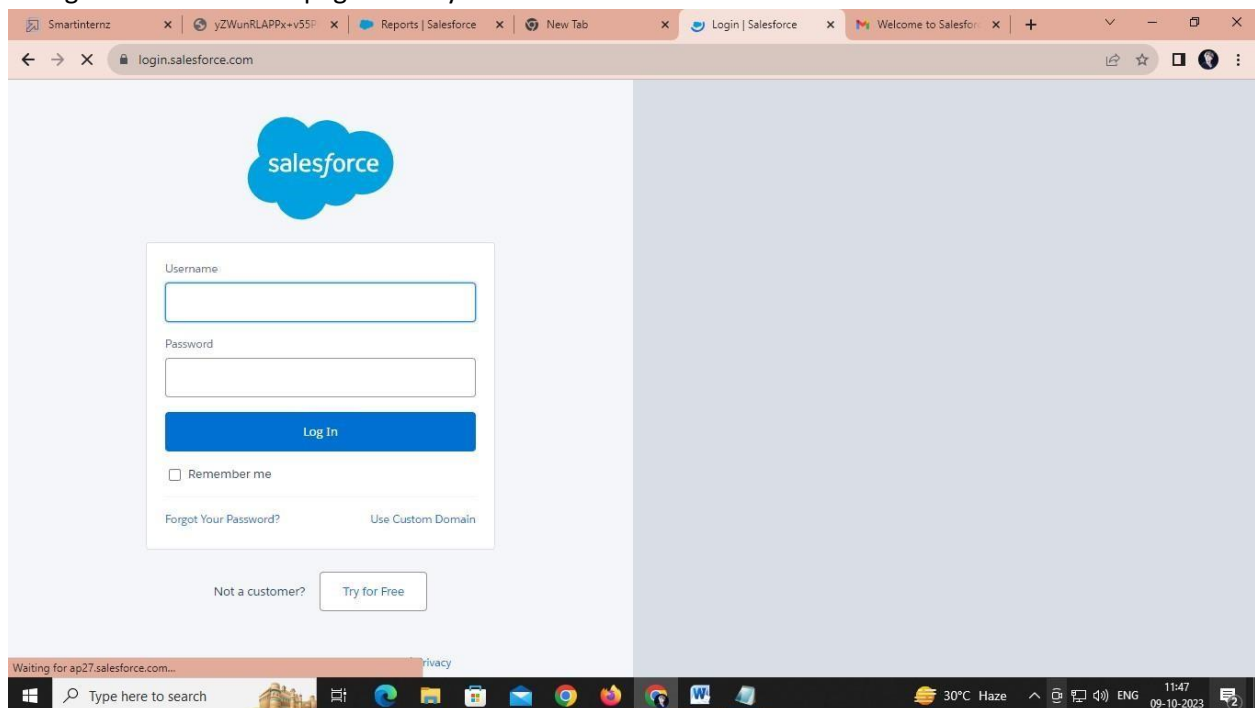 Smartinternz
yZWunRLAPPx+v55P
Reports | Salesforce
New Tab
Login | Salesforce
Welcome to Salesfor
login.salesforce.com
salesforce
Username
Password
Log In
Remember me
Forgot Your Password? Use Custom Domain
Not a customer? Try for Free
Waiting for ap27.salesforce.com...
rivacy
Type here to search
30°C Haze
ENG
11:47
09-10-2023
2